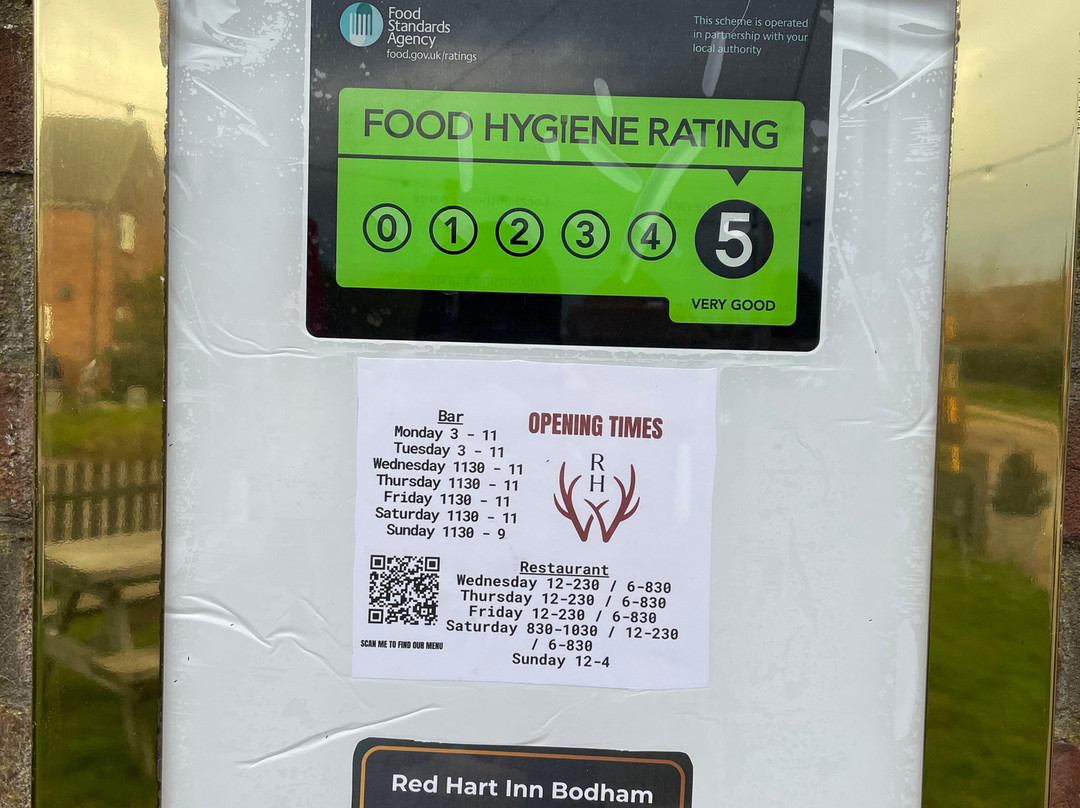 Food
Standards
Agency
food.gov.uk/ratings
This scheme is operated
in partnership with your
local authority
FOOD HYGIENE RATING
0 1 2 3 4 5
VERY GOOD
Bar
Monday 3 - 11
Tuesday 3 - 11
Wednesday 1130 - 11
Thursday 1130 - 11
Friday 1130 - 11
Saturday 1130 - 11
Sunday 1130 - 9
OPENING TIMES
R
H
SCAN ME TO FIND OUR MENU
Restaurant
Wednesday 12-230 / 6-830
Thursday 12-230 / 6-830
Friday 12-230 / 6-830
Saturday 830-1030 / 12-230
/ 6-830
Sunday 12-4
Red Hart Inn Bodham